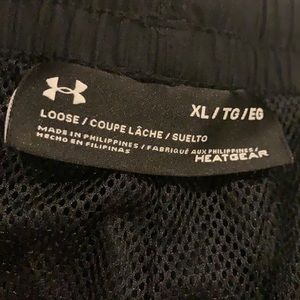 XL / TG / EG
LOOSE / COUPE LÂCHE / SUELTO
MADE IN PHILIPPINES / FABRIQUÉ AUX PHILIPPINES /
HECHO EN FILIPINAS
HEATGEAR